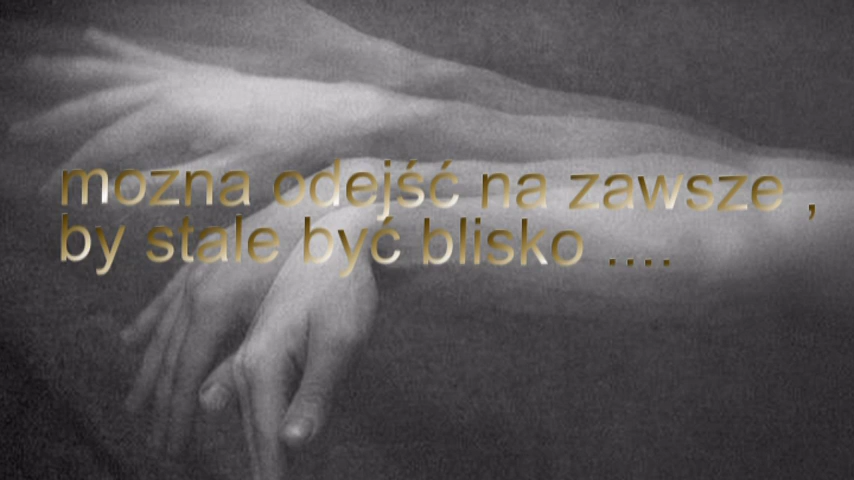 mozna odejść na zawsze ,
by stale być blisko ....